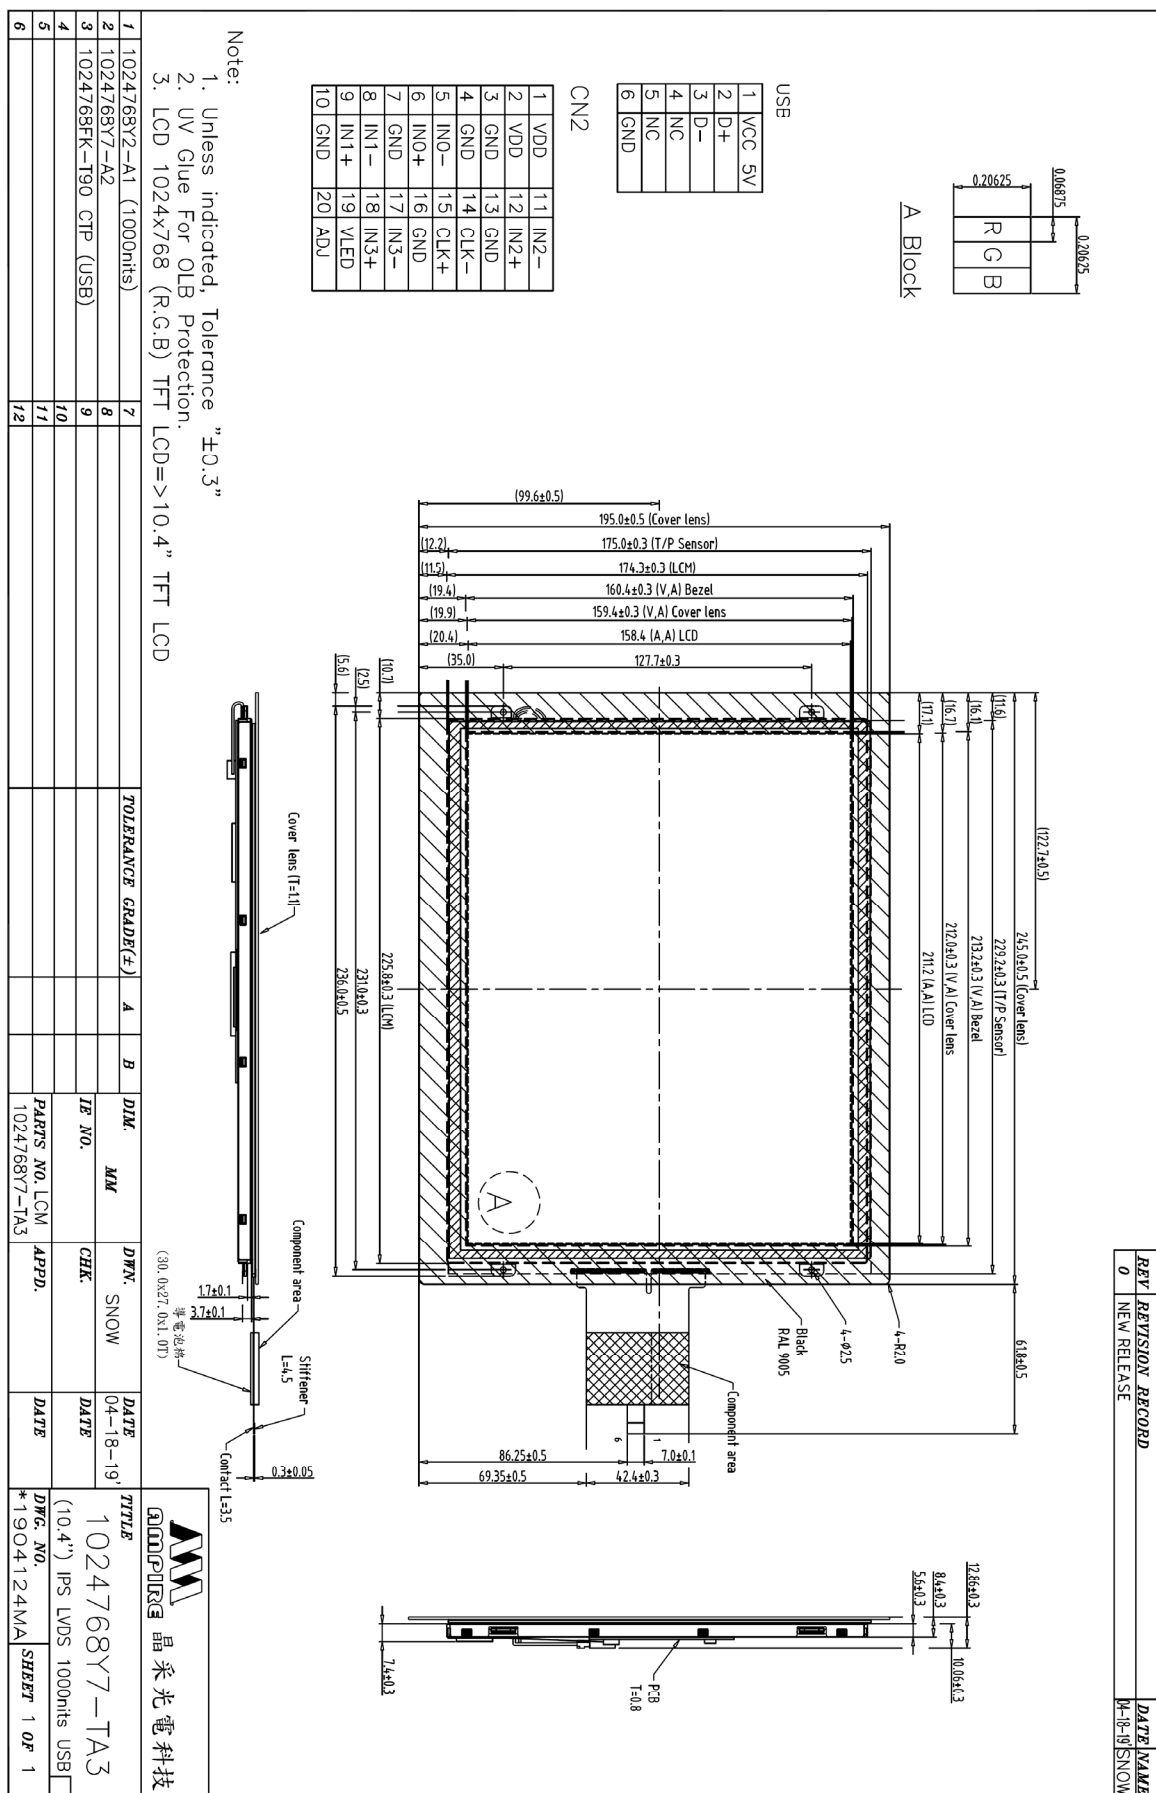 REV REVISION RECORD DATE NAME
0 NEW RELEASE 04-18-19' SNOW
0.06875
0.20625
0.20625
R G B
A Block
USB
1 VCC 5V
2 D+
3 D-
4 NC
5 NC
6 GND
CN2
1 VDD 11 IN2-
2 VDD 12 IN2+
3 GND 13 GND
4 GND 14 CLK-
5 IN0- 15 CLK+
6 IN0+ 16 GND
7 GND 17 IN3-
8 IN1- 18 IN3+
9 IN1+ 19 VLED
10 GND 20 ADJ
Note:
1. Unless indicated, Tolerance "±0.3"
2. UV Glue For OLB Protection.
3. LCD 1024x768 (R.G.B) TFT LCD=>10.4" TFT LCD
(99.6±0.5)
195.0±0.5 (Cover lens)
(12.2) 175.0±0.3 (T/P Sensor)
(11.5) 174.3±0.3 (LCM)
(19.4) 160.4±0.3 (V,A) Bezel
(19.9) 159.4±0.3 (V,A) Cover lens
(20.4) 158.4 (A,A) LCD
(35.0) 127.7±0.3
(122.7±0.5)
245.0±0.5 (Cover lens)
(11.6) 229.2±0.3 (T/P Sensor)
(16.1) 213.2±0.3 (V,A) Bezel
(16.7) 212.0±0.3 (V,A) Cover lens
(17.1) 211.2 (A,A) LCD
(10.7) 225.8±0.3 (LCM)
(2.5) 231.0±0.3
(5.6) 236.0±0.5
A
61.8±0.5
4-R2.0
4-Ø2.5
Black
RAL 9005
Component area
1
6
7.0±0.1
86.25±0.5
42.4±0.3
69.35±0.5
Cover lens (T=1.1)
Component area
Stiffener
L=4.5
Contact L=3.5
0.3±0.05
1.7±0.1
3.7±0.1
導電泡棉
(30.0x27.0x1.0T)
12.86±0.3
8.4±0.3
5.6±0.3
10.06±0.3
7.4±0.3
PCB
T=0.8
1 1024768Y2-A1 (1000nits) 7
2 1024768Y7-A2 8
3 1024768FK-T90 CTP (USB) 9
4 10
5 11
6 12
TOLERANCE GRADE(±) A B
DIM. MM
IE NO.
PARTS NO. LCM
1024768Y7-TA3
DWN. SNOW
DATE 04-18-19'
CHK. DATE
APPD. DATE
AMPIRE 晶采光電科技
TITLE
1024768Y7-TA3
(10.4") IPS LVDS 1000nits USB
DWG. NO.
*1904124MA
SHEET 1 OF 1